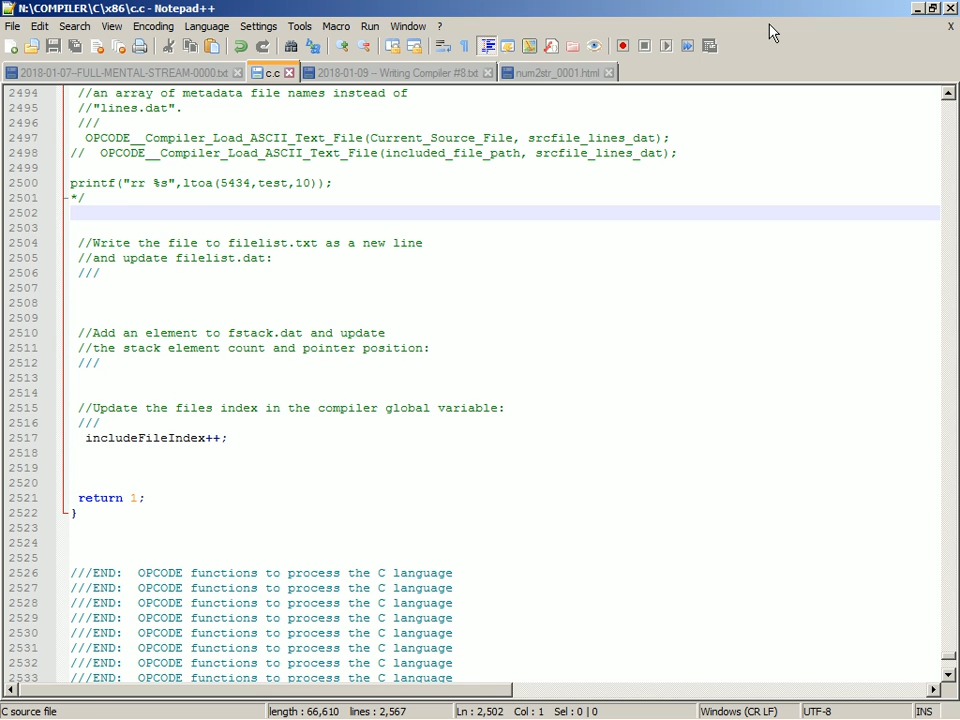 N:\COMPILER\C\x86\c.c - Notepad++
File Edit Search View Encoding Language Settings Tools Macro Run Window ?
X
2018-01-07--FULL-MENTAL-STREAM-0000.txt c.c 2018-01-09 -- Writing Compiler #8.txt num2str_0001.html
2494 //an array of metadata file names instead of
2495 //"lines.dat".
2496 ///
2497 OPCODE__Compiler_Load_ASCII_Text_File(Current_Source_File, srcfile_lines_dat);
2498 // OPCODE__Compiler_Load_ASCII_Text_File(included_file_path, srcfile_lines_dat);
2499
2500 printf("rr %s",ltoa(5434,test,10));
2501 */
2502
2503
2504 //Write the file to filelist.txt as a new line
2505 //and update filelist.dat:
2506 ///
2507
2508
2509
2510 //Add an element to fstack.dat and update
2511 //the stack element count and pointer position:
2512 ///
2513
2514
2515 //Update the files index in the compiler global variable:
2516 ///
2517 includeFileIndex++;
2518
2519
2520
2521 return 1;
2522 }
2523
2524
2525
2526 ///END: OPCODE functions to process the C language
2527 ///END: OPCODE functions to process the C language
2528 ///END: OPCODE functions to process the C language
2529 ///END: OPCODE functions to process the C language
2530 ///END: OPCODE functions to process the C language
2531 ///END: OPCODE functions to process the C language
2532 ///END: OPCODE functions to process the C language
2533 ///END: OPCODE functions to process the C language
C source file length : 66,610 lines : 2,567 Ln : 2,502 Col : 1 Sel : 0 | 0 Windows (CR LF) UTF-8 INS